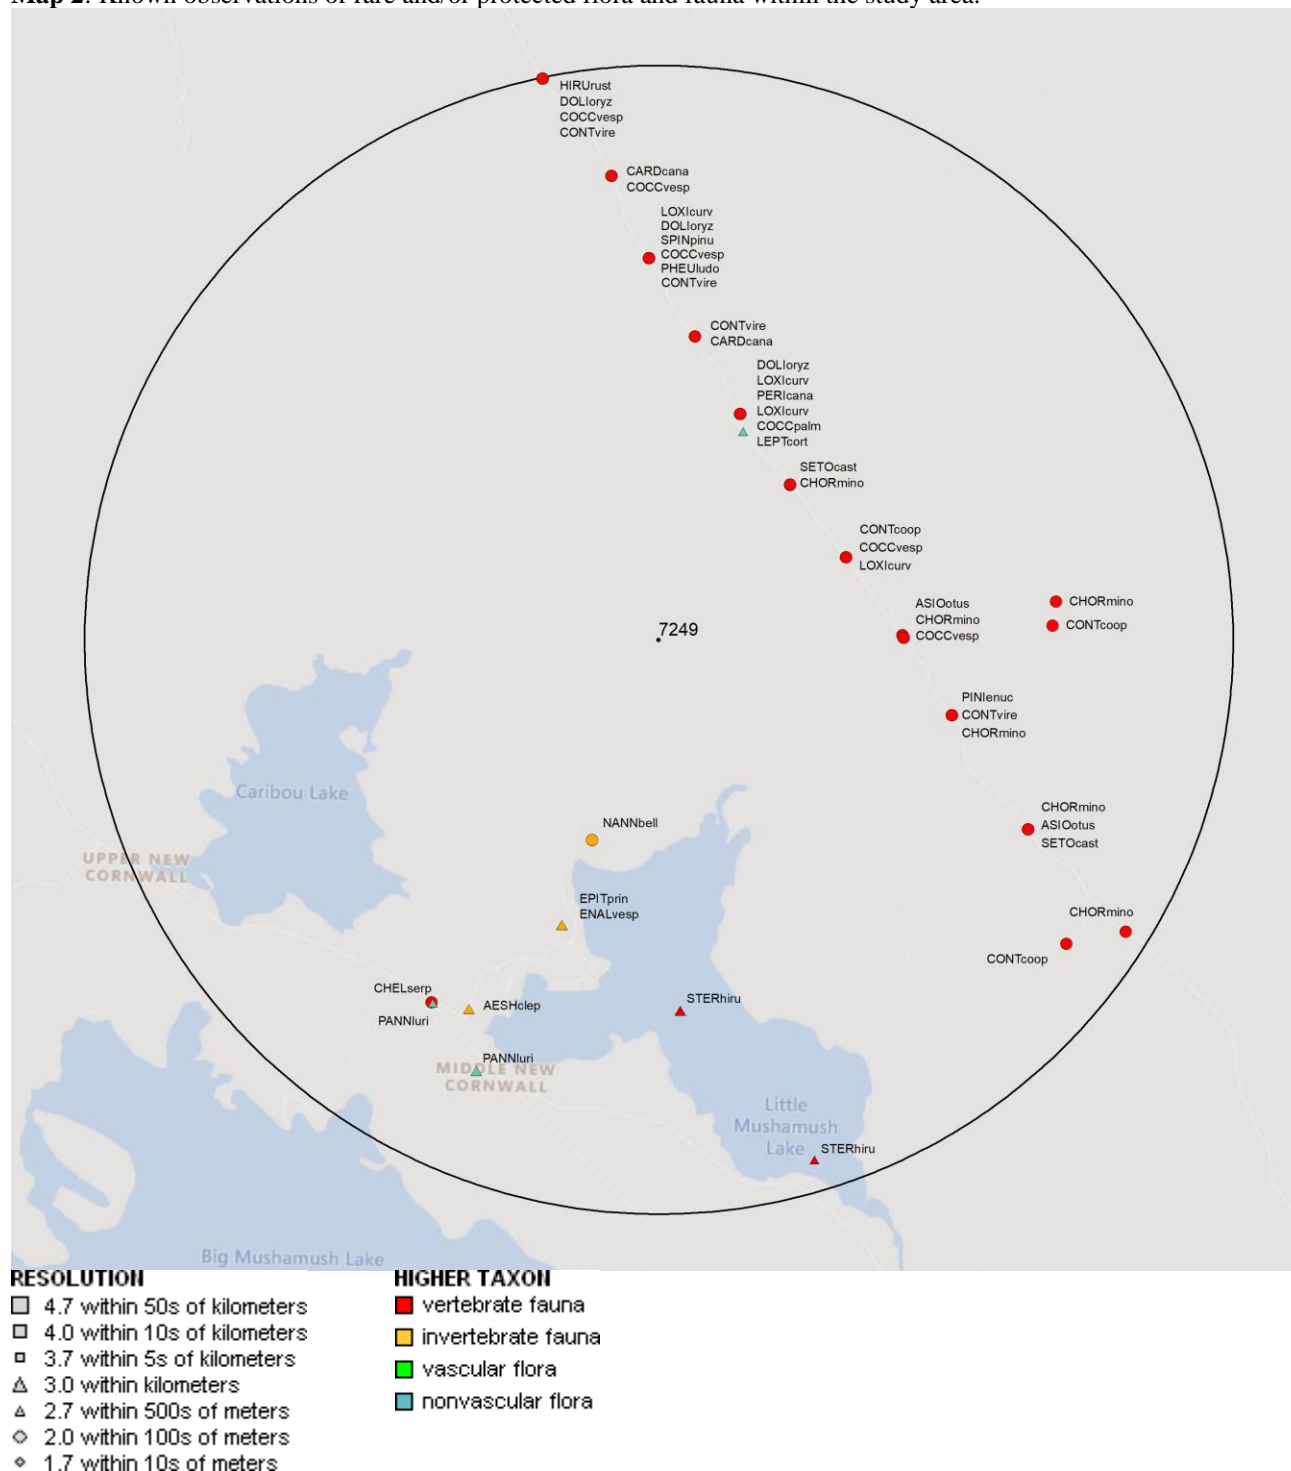 Map 2: Known observations of rare and/or protected flora and fauna within the study area.
HIRUrust
DOLIoryz
COCCvesp
CONTvire
CARDcana
COCCvesp
LOXIcurv
DOLIoryz
SPINpinu
COCCvesp
PHEUludo
CONTvire
CONTvire
CARDcana
DOLIoryz
LOXIcurv
PERIcana
LOXIcurv
COCCpalm
LEPTcort
SETOcast
CHORmino
CONTcoop
COCCvesp
LOXIcurv
ASIOotus
CHORmino
COCCvesp
CHORmino
CONTcoop
7249
PINIenuc
CONTvire
CHORmino
Caribou Lake
CHORmino
ASIOotus
SETOcast
NANNbell
UPPER NEW
CORNWALL
EPITprin
ENALvesp
CHORmino
CONTcoop
CHELserp
PANNluri
AESHclep
STERhiru
PANNluri
MIDDLE NEW
CORNWALL
Little
Mushamush
Lake
STERhiru
Big Mushamush Lake
RESOLUTION
4.7 within 50s of kilometers
4.0 within 10s of kilometers
3.7 within 5s of kilometers
3.0 within kilometers
2.7 within 500s of meters
2.0 within 100s of meters
1.7 within 10s of meters
HIGHER TAXON
vertebrate fauna
invertebrate fauna
vascular flora
nonvascular flora